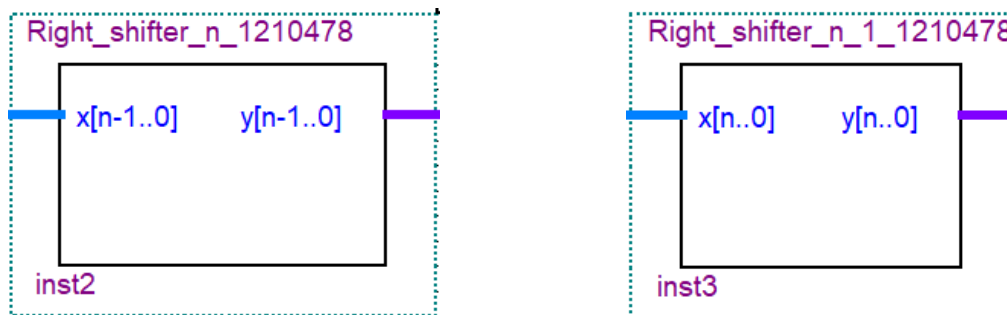 Right_shifter_n_1210478
x[n-1..0] y[n-1..0]
inst2
Right_shifter_n_1_1210478
x[n..0] y[n..0]
inst3